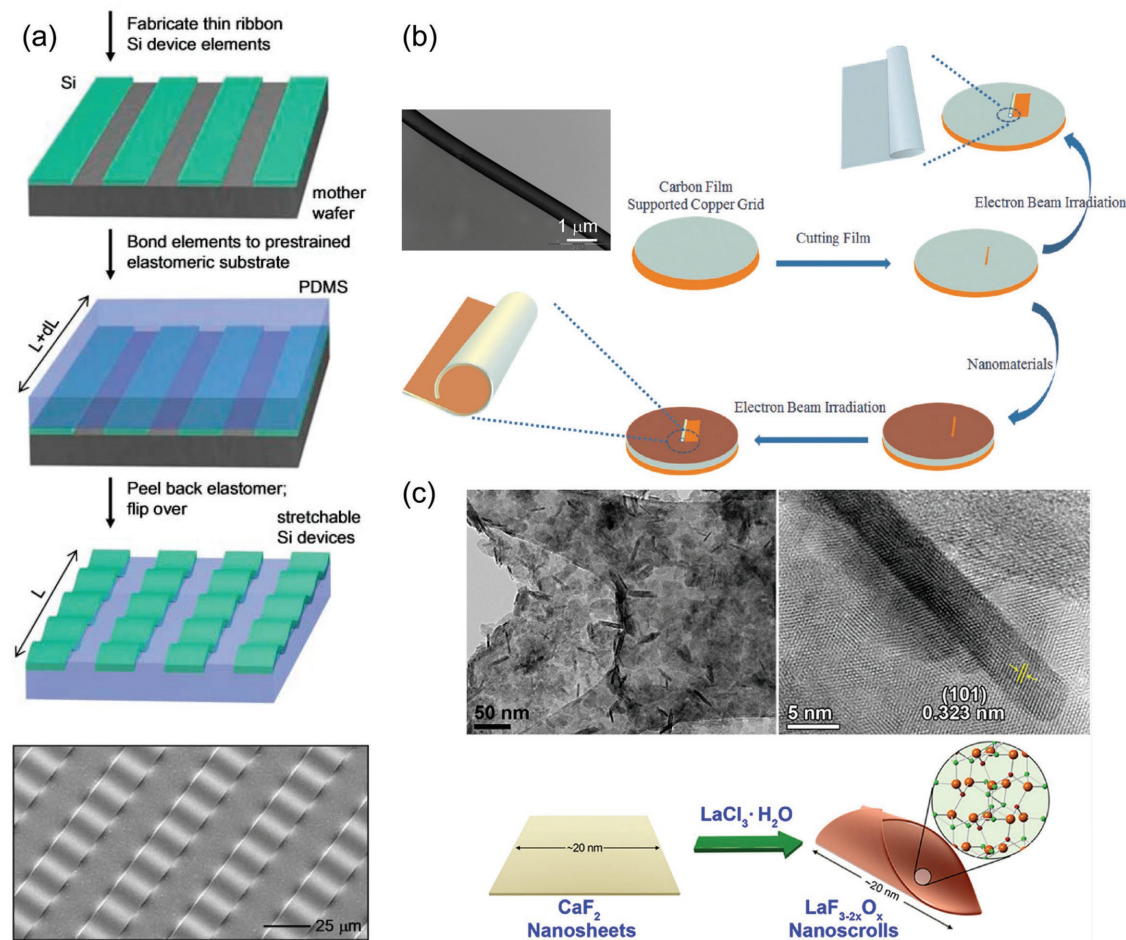 (a)
Fabricate thin ribbon
Si device elements
Si
mother
wafer
Bond elements to prestrained
elastomeric substrate
PDMS
L+dL
Peel back elastomer;
flip over
stretchable
Si devices
L
25 μm
(b)
1 μm
Carbon Film
Supported Copper Grid
Cutting Film
Electron Beam Irradiation
Nanomaterials
Electron Beam Irradiation
(c)
50 nm
5 nm
(101)
0.323 nm
~20 nm
CaF₂
Nanosheets
LaCl₃· H₂O
~20 nm
LaF₃₋₂ₓOₓ
Nanoscrolls